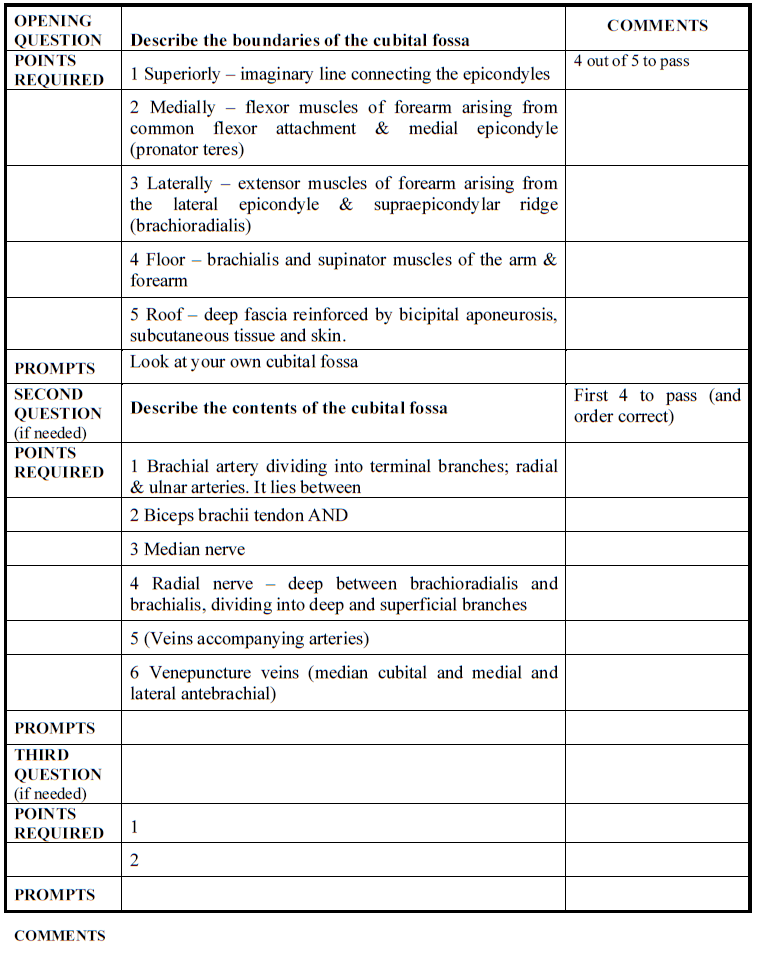 OPENING
QUESTION
Describe the boundaries of the cubital fossa
COMMENTS
POINTS
REQUIRED
1 Superiorly – imaginary line connecting the epicondyles
4 out of 5 to pass
2 Medially – flexor muscles of forearm arising from
common flexor attachment & medial epicondyle
(pronator teres)
3 Laterally – extensor muscles of forearm arising from
the lateral epicondyle & supraepicondylar ridge
(brachioradialis)
4 Floor – brachialis and supinator muscles of the arm &
forearm
5 Roof – deep fascia reinforced by bicipital aponeurosis,
subcutaneous tissue and skin.
PROMPTS
Look at your own cubital fossa
SECOND
QUESTION
(if needed)
Describe the contents of the cubital fossa
First 4 to pass (and
order correct)
POINTS
REQUIRED
1 Brachial artery dividing into terminal branches; radial
& ulnar arteries. It lies between
2 Biceps brachii tendon AND
3 Median nerve
4 Radial nerve – deep between brachioradialis and
brachialis, dividing into deep and superficial branches
5 (Veins accompanying arteries)
6 Venepuncture veins (median cubital and medial and
lateral antebrachial)
PROMPTS
THIRD
QUESTION
(if needed)
POINTS
REQUIRED
1
2
PROMPTS
COMMENTS